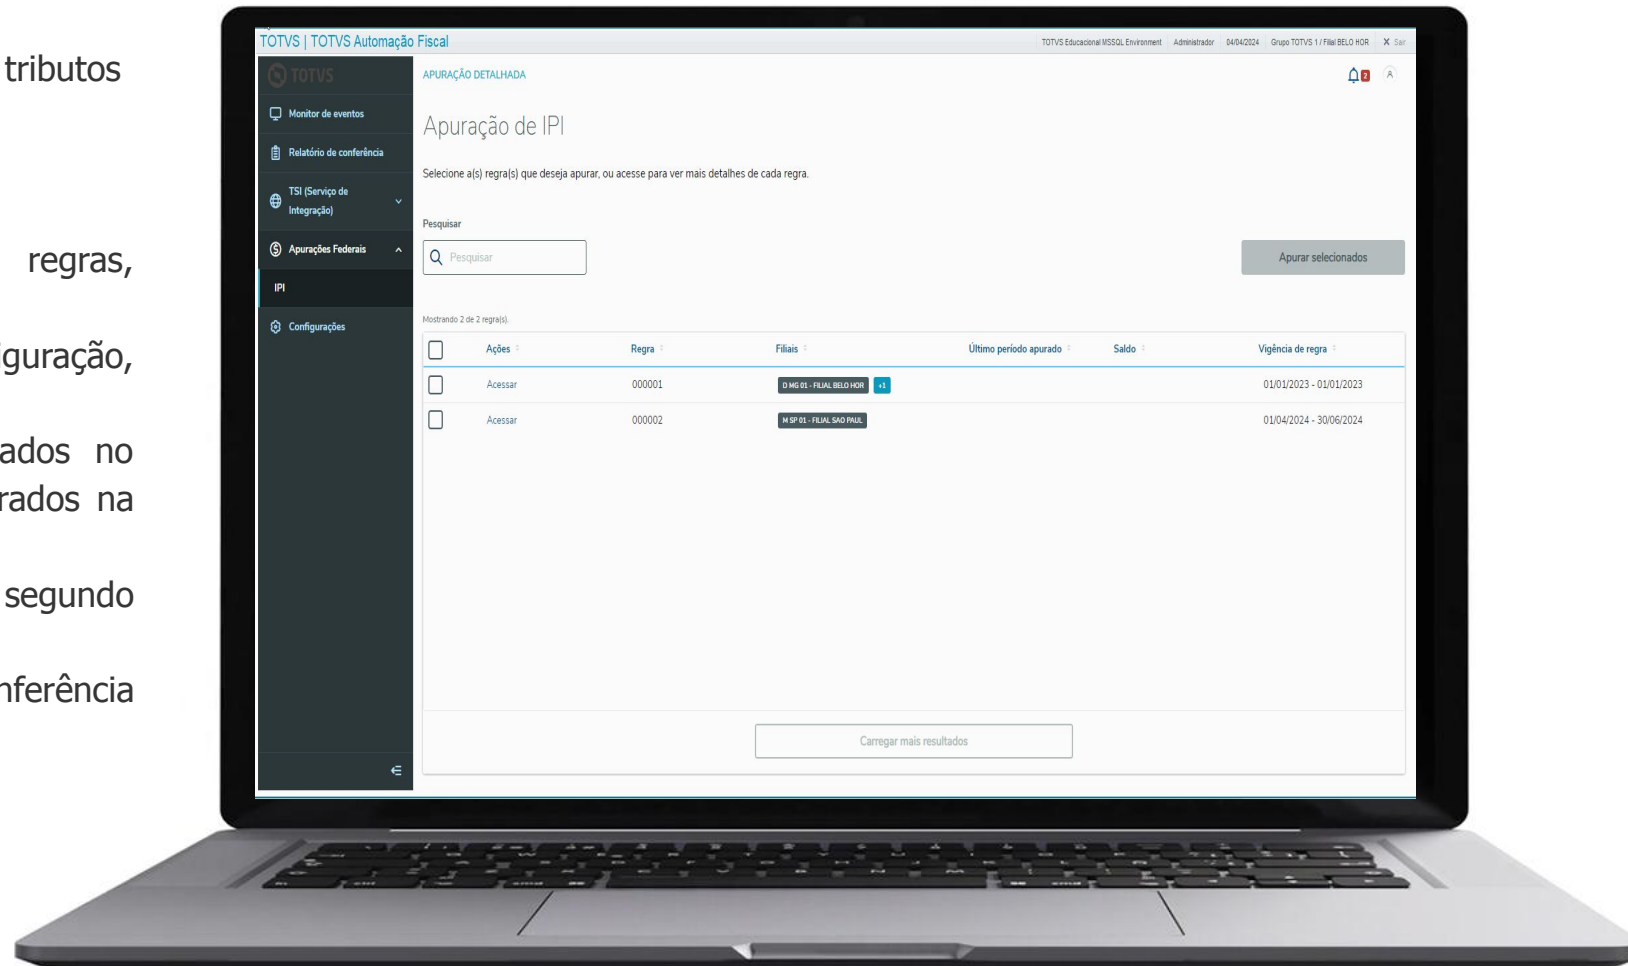 tributos
regras,
iguração,
ados no
rados na
segundo
nferência
TOTVS | TOTVS Automação Fiscal
TOTVS Educacional MSSQL Environment Administrador 04/04/2024 Grupo TOTVS 1 / Filial BELO HOR X Sair
TOTVS
APURAÇÃO DETALHADA
2
A
Monitor de eventos
Relatório de conferência
TSI (Serviço de
Integração)
Apurações Federais
IPI
Configurações
Apuração de IPI
Selecione a(s) regra(s) que deseja apurar, ou acesse para ver mais detalhes de cada regra.
Pesquisar
Pesquisar
Apurar selecionados
Mostrando 2 de 2 regra(s).
Ações Regra Filiais Último período apurado Saldo Vigência de regra
Acessar 000001 D MG 01 - FILIAL BELO HOR +1 01/01/2023 - 01/01/2023
Acessar 000002 M SP 01 - FILIAL SAO PAUL 01/04/2024 - 30/06/2024
Carregar mais resultados